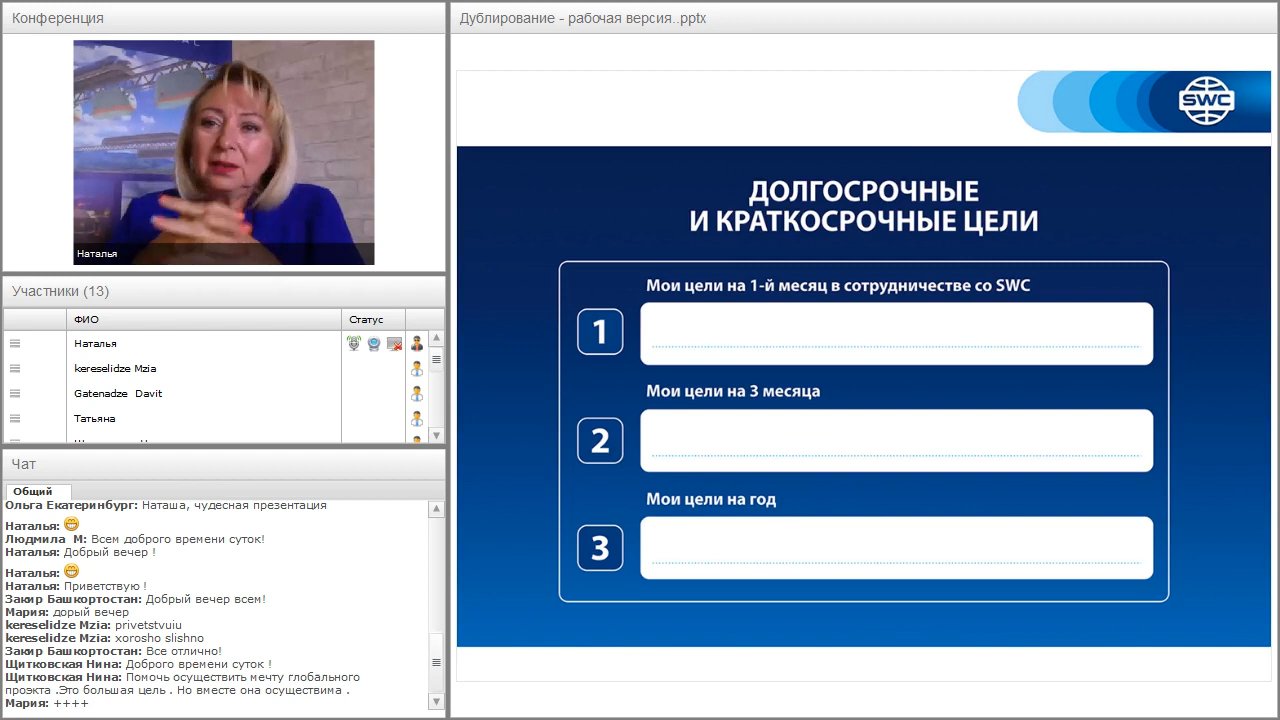 Конференция
AL
Наталья
Участники (13)
ФИО
Статус
Наталья
kereselidze Mzia
Gatenadze Davit
Татьяна
Чат
Общий
Ольга Екатеринбург: Наташа, чудесная презентация
Наталья:
Людмила М: Всем доброго времени суток!
Наталья: Добрый вечер !
Наталья:
Наталья: Приветствую !
Закир Башкортостан: Добрый вечер всем!
Мария: дорый вечер
kereselidze Mzia: privetstvuiu
kereselidze Mzia: xorosho slishno
Закир Башкортостан: Все отлично!
Щитковская Нина: Доброго времени суток !
Щитковская Нина: Помочь осуществить мечту глобального
проэкта .Это большая цель . Но вместе она осуществима .
Мария: ++++
Дублирование - рабочая версия..pptx
SWC
ДОЛГОСРОЧНЫЕ
И КРАТКОСРОЧНЫЕ ЦЕЛИ
Мои цели на 1-й месяц в сотрудничестве со SWC
1
Мои цели на 3 месяца
2
Мои цели на год
3